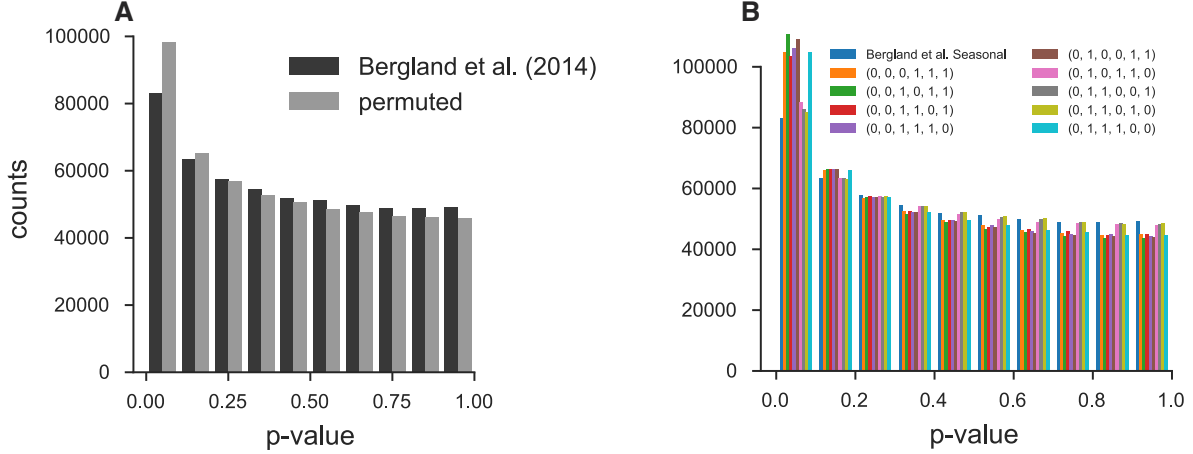 A
100000
80000
60000
40000
20000
0
counts
0.00 0.25 0.50 0.75 1.00
p-value
Bergland et al. (2014)
permuted
B
100000
80000
60000
40000
20000
0
0.0 0.2 0.4 0.6 0.8 1.0
p-value
Bergland et al. Seasonal
(0, 0, 0, 1, 1, 1)
(0, 0, 1, 0, 1, 1)
(0, 0, 1, 1, 0, 1)
(0, 0, 1, 1, 1, 0)
(0, 1, 0, 0, 1, 1)
(0, 1, 0, 1, 1, 0)
(0, 1, 1, 0, 0, 1)
(0, 1, 1, 0, 1, 0)
(0, 1, 1, 1, 0, 0)